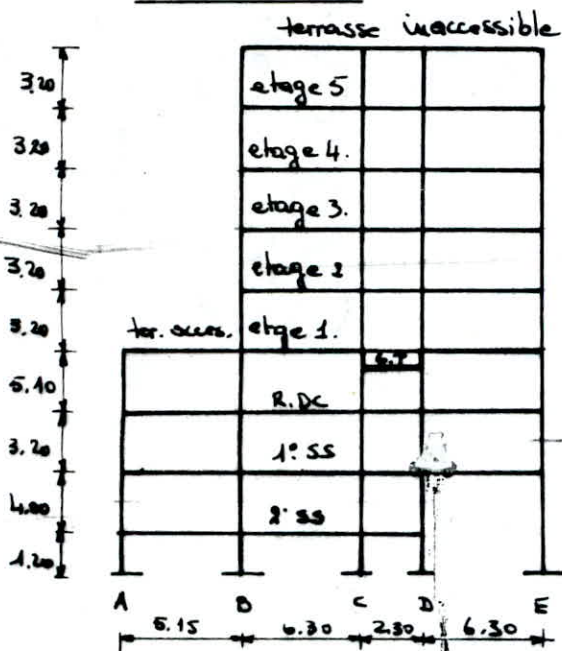 terrasse inaccessible
3.20
etage 5
3.20
etage 4.
3.20
etage 3.
3.20
etage 2
3.20
ter. acces. etge 1.
5.10
R.DC
3.20
1° SS
4.00
2° SS
1.20
A B C D E
5.15 6.30 2.30 6.30